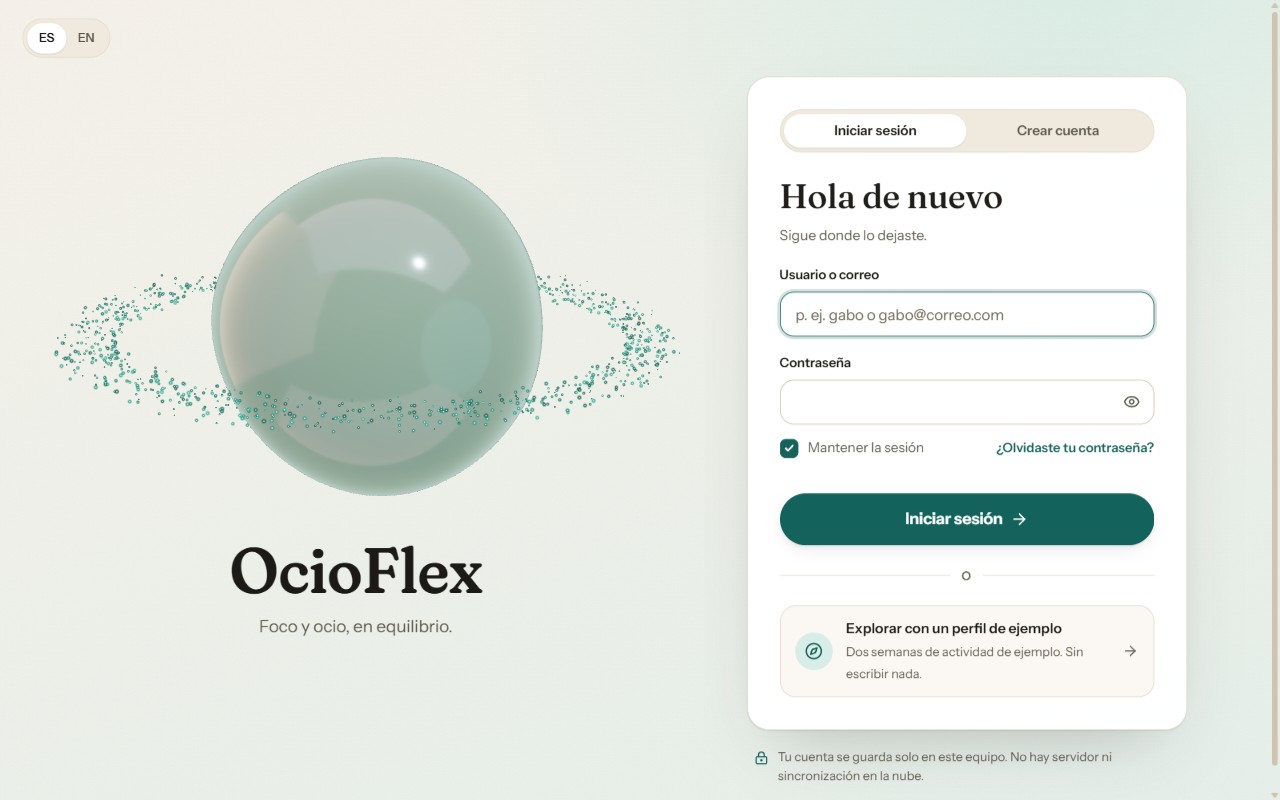 ES EN
OcioFlex
Foco y ocio, en equilibrio.
Iniciar sesión Crear cuenta
Hola de nuevo
Sigue donde lo dejaste.
Usuario o correo
p. ej. gabo o gabo@correo.com
Contraseña
Mantener la sesión ¿Olvidaste tu contraseña?
Iniciar sesión
O
Explorar con un perfil de ejemplo
Dos semanas de actividad de ejemplo. Sin
escribir nada.
Tu cuenta se guarda solo en este equipo. No hay servidor ni
sincronización en la nube.